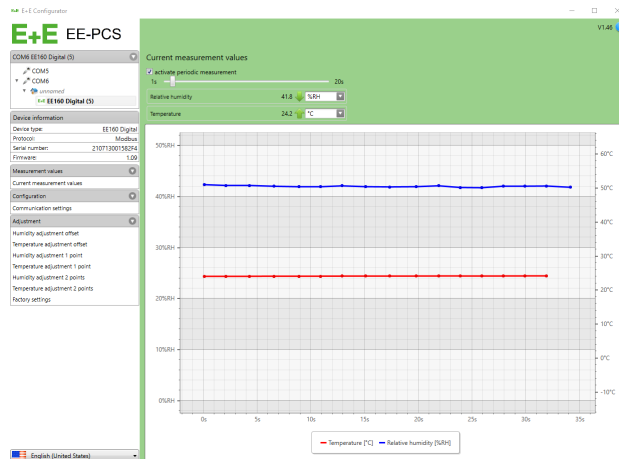 E+E E+E Configurator
V1.46
E+E EE-PCS
COM6 EE160 Digital (5)
COM5
COM6
unnamed
E+E EE160 Digital (5)
Device information
Device type: EE160 Digital
Protocol: Modbus
Serial number: 210713001582F4
Firmware: 1.09
Measurement values
Current measurement values
Configuration
Communication settings
Adjustment
Humidity adjustment offset
Temperature adjustment offset
Humidity adjustment 1 point
Temperature adjustment 1 point
Humidity adjustment 2 points
Temperature adjustment 2 points
Factory settings
English (United States)
Current measurement values
activate periodic measurement
1s 20s
Relative humidity 41.8 %RH
Temperature 24.2 °C
50%RH
40%RH
30%RH
20%RH
10%RH
0%RH
60°C
50°C
40°C
30°C
20°C
10°C
0°C
-10°C
0s 5s 10s 15s 20s 25s 30s 35s
Temperature [°C] Relative humidity [%RH]